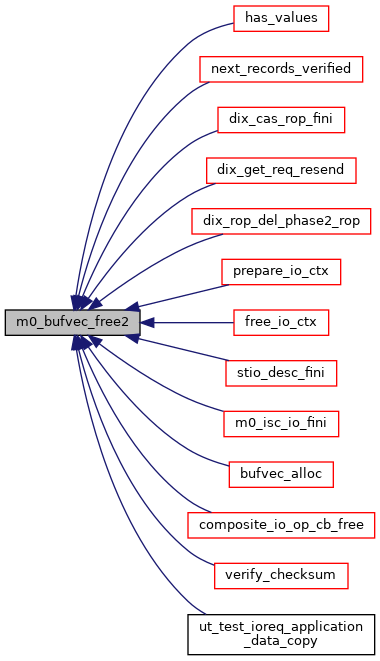 has_values
next_records_verified
dix_cas_rop_fini
dix_get_req_resend
dix_rop_del_phase2_rop
prepare_io_ctx
m0_bufvec_free2
free_io_ctx
stio_desc_fini
m0_isc_io_fini
bufvec_alloc
composite_io_op_cb_free
verify_checksum
ut_test_ioreq_application
_data_copy